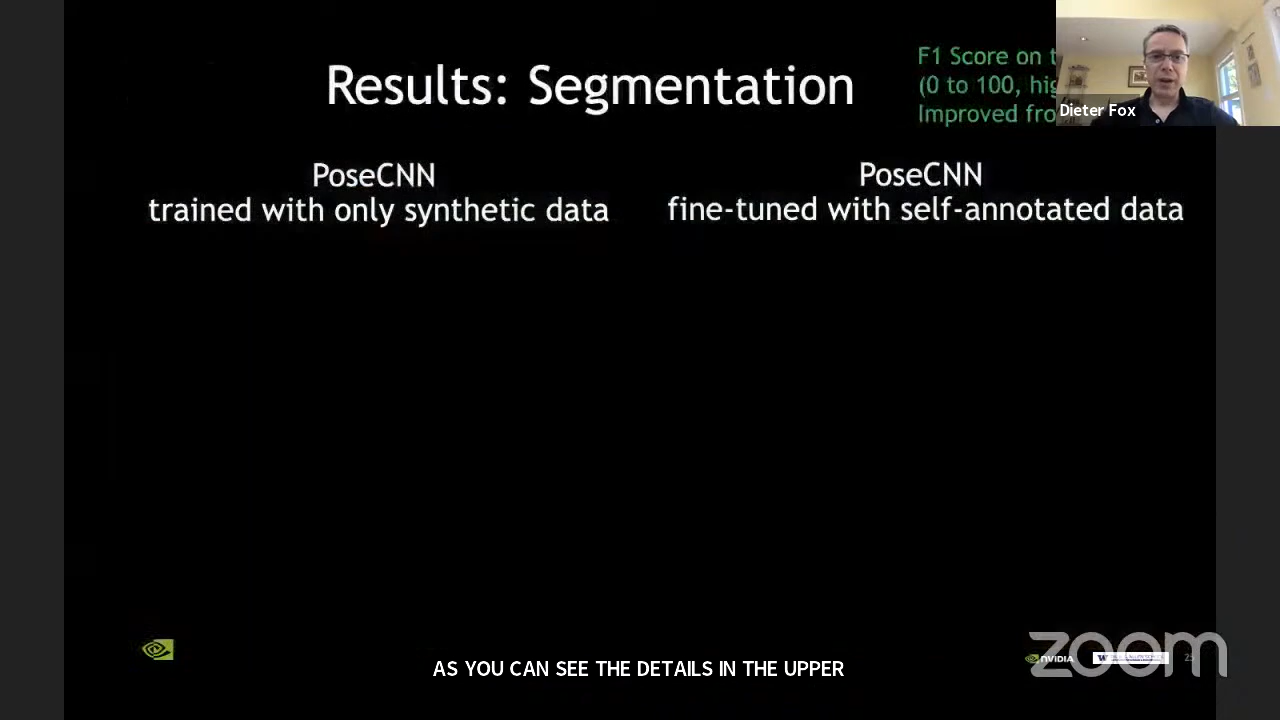 Results: Segmentation
F1 Score on t
(0 to 100, hig
Improved fro
Dieter Fox
PoseCNN
trained with only synthetic data
PoseCNN
fine-tuned with self-annotated data
AS YOU CAN SEE THE DETAILS IN THE UPPER
NVIDIA
W
zoom